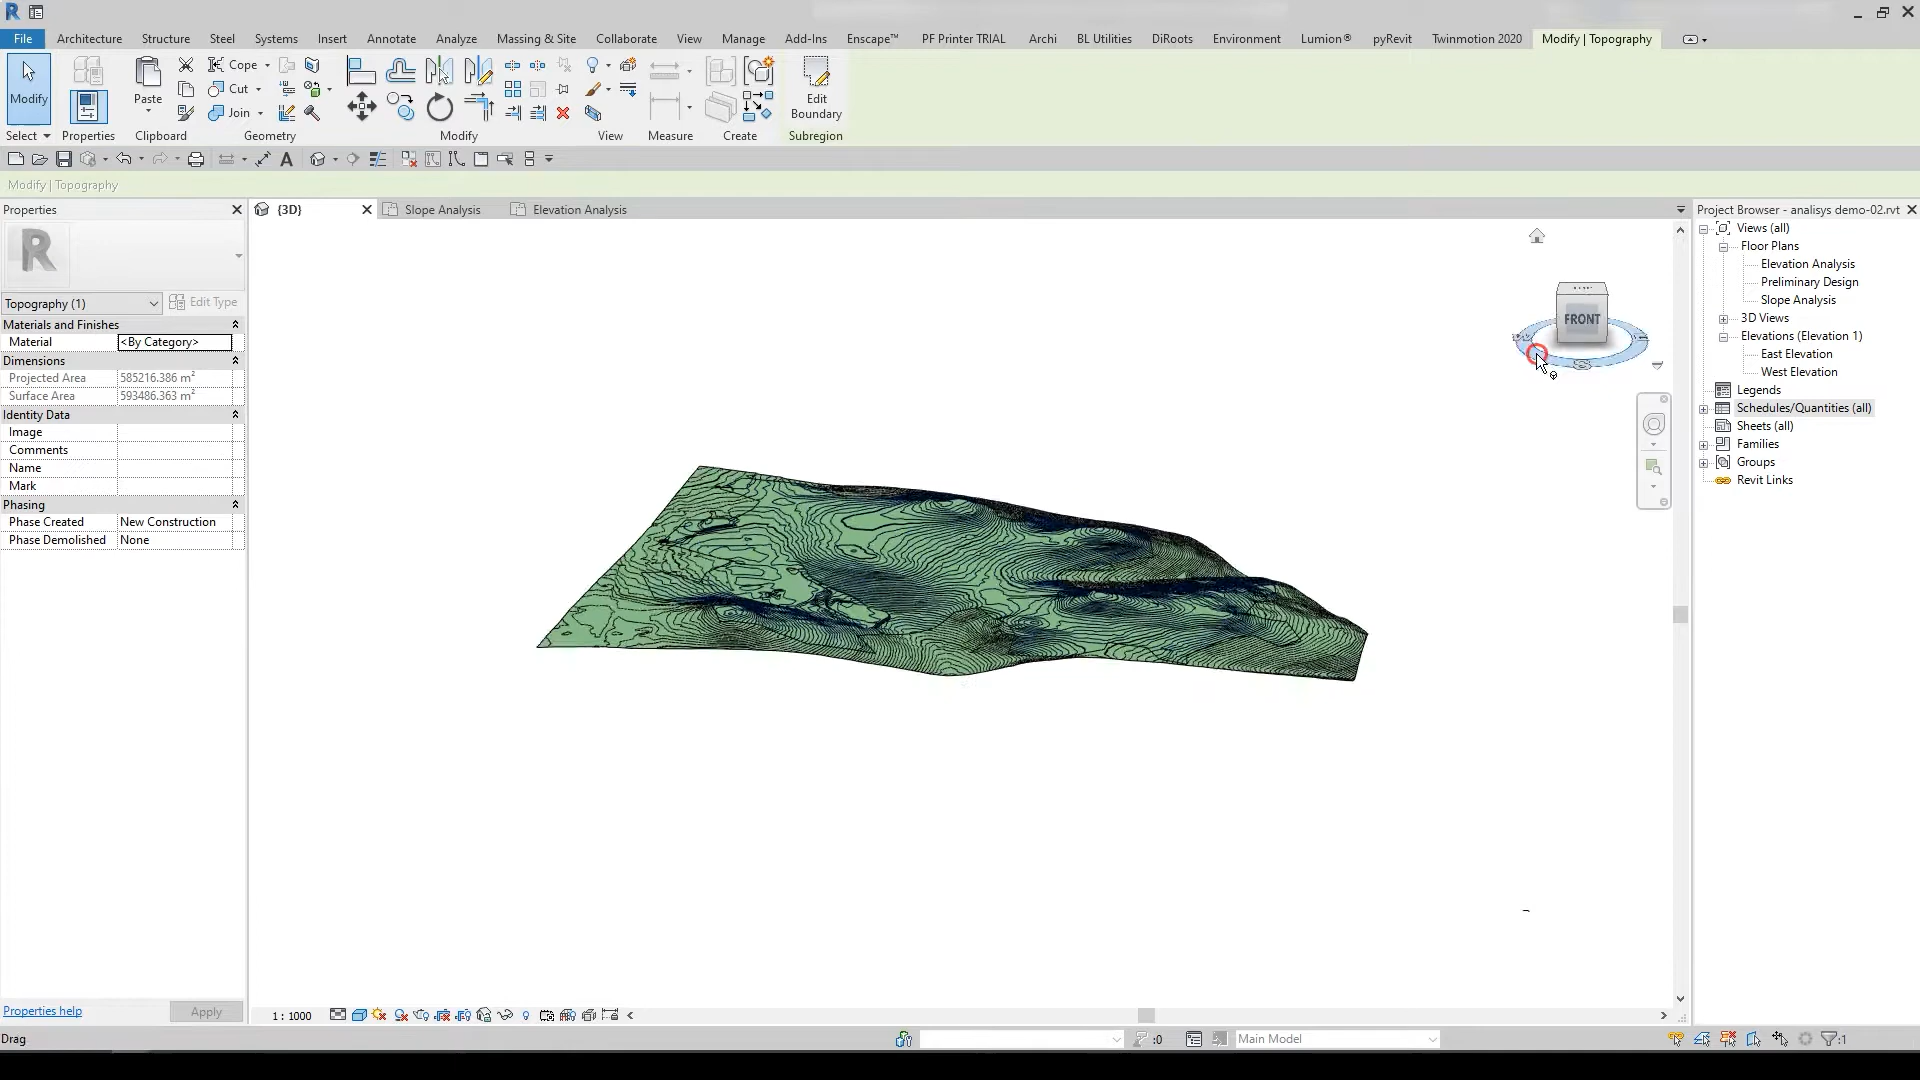 File Architecture Structure Steel Systems Insert Annotate Analyze Massing & Site Collaborate View Manage Add-Ins Enscape™ PF Printer TRIAL Archi BL Utilities DiRoots Environment Lumion® pyRevit Twinmotion 2020 Modify | Topography
Cope
Cut
Join
Modify
Paste
Edit
Boundary
Select Properties Clipboard Geometry Modify View Measure Create Subregion
A
Modify | Topography
Properties
{3D}
Slope Analysis
Elevation Analysis
Project Browser - analisys demo-02.rvt
R
Topography (1)
Edit Type
Materials and Finishes
Material <By Category>
Dimensions
Projected Area 585216.386 m²
Surface Area 593486.363 m²
Identity Data
Image
Comments
Name
Mark
Phasing
Phase Created New Construction
Phase Demolished None
Properties help
Apply
FRONT
Views (all)
Floor Plans
Elevation Analysis
Preliminary Design
Slope Analysis
3D Views
Elevations (Elevation 1)
East Elevation
West Elevation
Legends
Schedules/Quantities (all)
Sheets (all)
Families
Groups
Revit Links
1 : 1000
Drag
:0
Main Model
:1